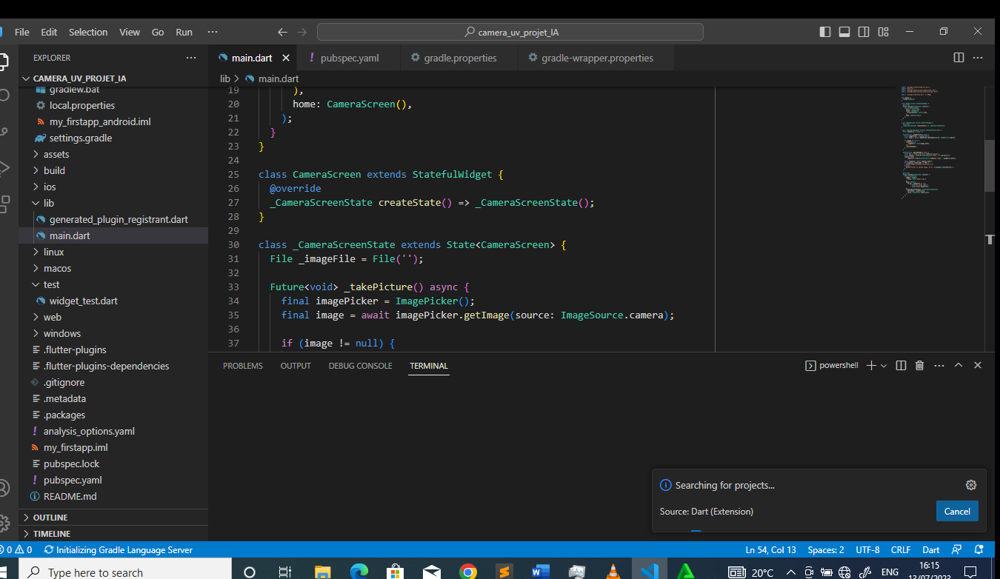 File Edit Selection View Go Run ···
camera_uv_projet_IA
EXPLORER
CAMERA_UV_PROJET_IA
gradlew.bat
local.properties
my_firstapp_android.iml
settings.gradle
assets
build
ios
lib
generated_plugin_registrant.dart
main.dart
linux
macos
test
widget_test.dart
web
windows
.flutter-plugins
.flutter-plugins-dependencies
.gitignore
.metadata
.packages
analysis_options.yaml
my_firstapp.iml
pubspec.lock
pubspec.yaml
README.md
OUTLINE
TIMELINE
main.dart pubspec.yaml gradle.properties gradle-wrapper.properties
lib > main.dart
19 ),
20 home: CameraScreen(),
21 );
22 }
23 }
24
25 class CameraScreen extends StatefulWidget {
26 @override
27 _CameraScreenState createState() => _CameraScreenState();
28 }
29
30 class _CameraScreenState extends State<CameraScreen> {
31 File _imageFile = File('');
32
33 Future<void> _takePicture() async {
34 final imagePicker = ImagePicker();
35 final image = await imagePicker.getImage(source: ImageSource.camera);
36
37 if (image != null) {
PROBLEMS OUTPUT DEBUG CONSOLE TERMINAL
powershell
Searching for projects...
Source: Dart (Extension)
Cancel
0 0 Initializing Gradle Language Server
Ln 54, Col 13 Spaces: 2 UTF-8 CRLF Dart
Type here to search
20°C ENG
16:15
13/07/2023